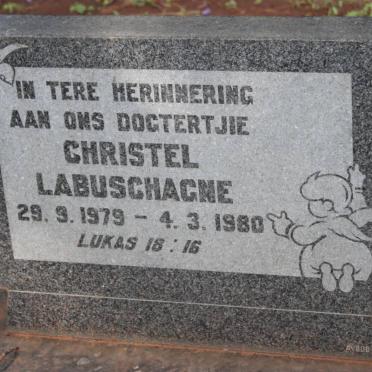 IN TERE HERINNERING
AAN ONS DOCTERTJIE
CHRISTEL
LABUSCHAGNE
29. 9. 1979 - 4. 3. 1980
LUKAS 18 : 16